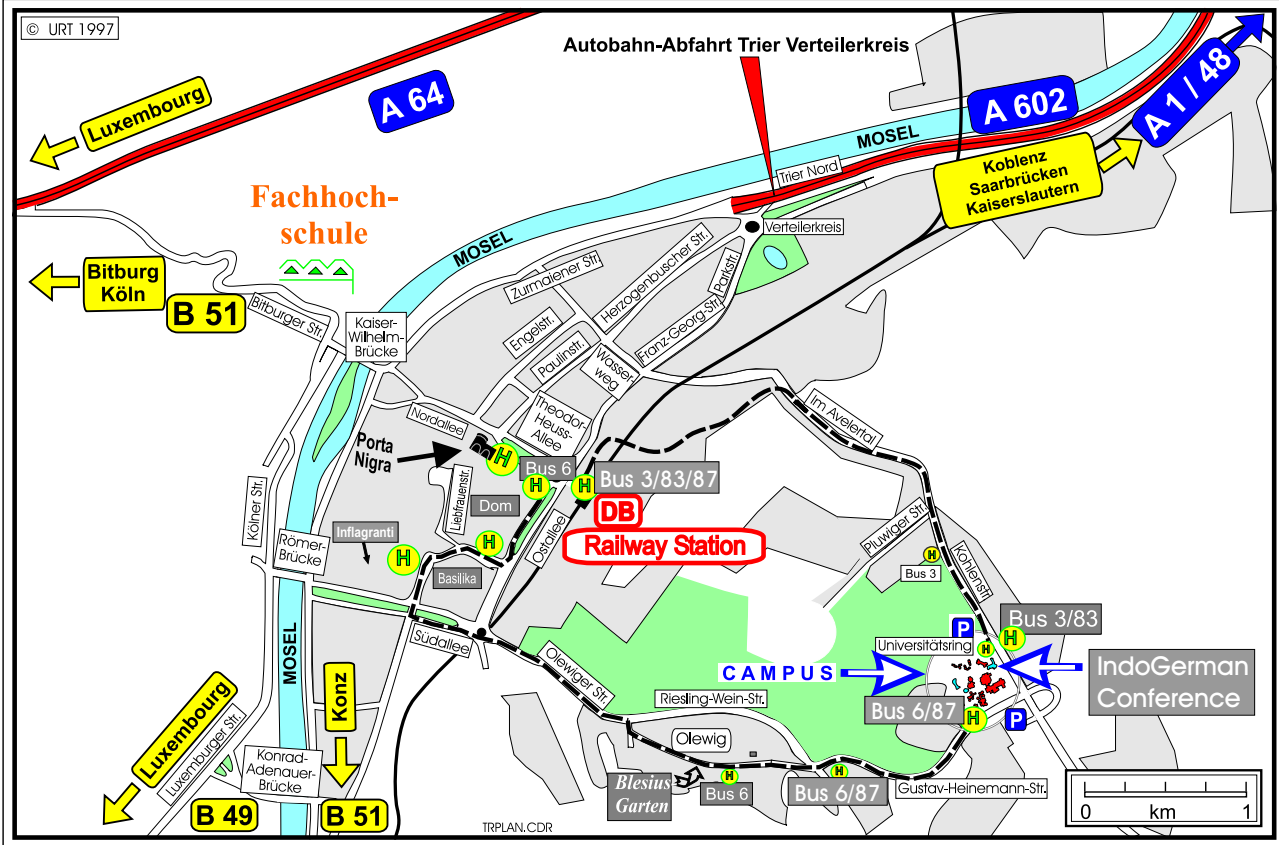 © URT 1997
Autobahn-Abfahrt Trier Verteilerkreis
A 64
A 602
A 1 / 48
Luxembourg
MOSEL
Koblenz
Saarbrücken
Kaiserslautern
Trier Nord
Fachhoch-
schule
Verteilerkreis
MOSEL
Bitburg
Köln
B 51
Bitburger Str.
Kaiser-
Wilhelm-
Brücke
Zurmaiener Str.
Herzogenbuscher Str.
Parkstr.
Franz-Georg-Str.
Engelstr.
Paulinstr.
Wasser-
weg
Theodor-
Heuss-
Allee
Im Avelertal
Nordallee
Porta
Nigra
H
Bus 6
H
H
Bus 3/83/87
DB
Railway Station
Liebfrauenstr.
Dom
Ostallee
Kölner Str.
Römer-
Brücke
Inflagranti
H
H
Basilika
Pluwiger Str.
Kohlenstr.
H
Bus 3
Südallee
MOSEL
P
H
Bus 3/83
Universitätsring
H
CAMPUS
IndoGerman
Conference
Olewiger Str.
Riesling-Wein-Str.
Bus 6/87
H
P
Konz
Luxembourg
Luxemburger Str.
Olewig
Konrad-
Adenauer-
Brücke
Blesius
Garten
H
Bus 6
H
Bus 6/87
Gustav-Heinemann-Str.
B 49
B 51
TRPLAN.CDR
0 km 1